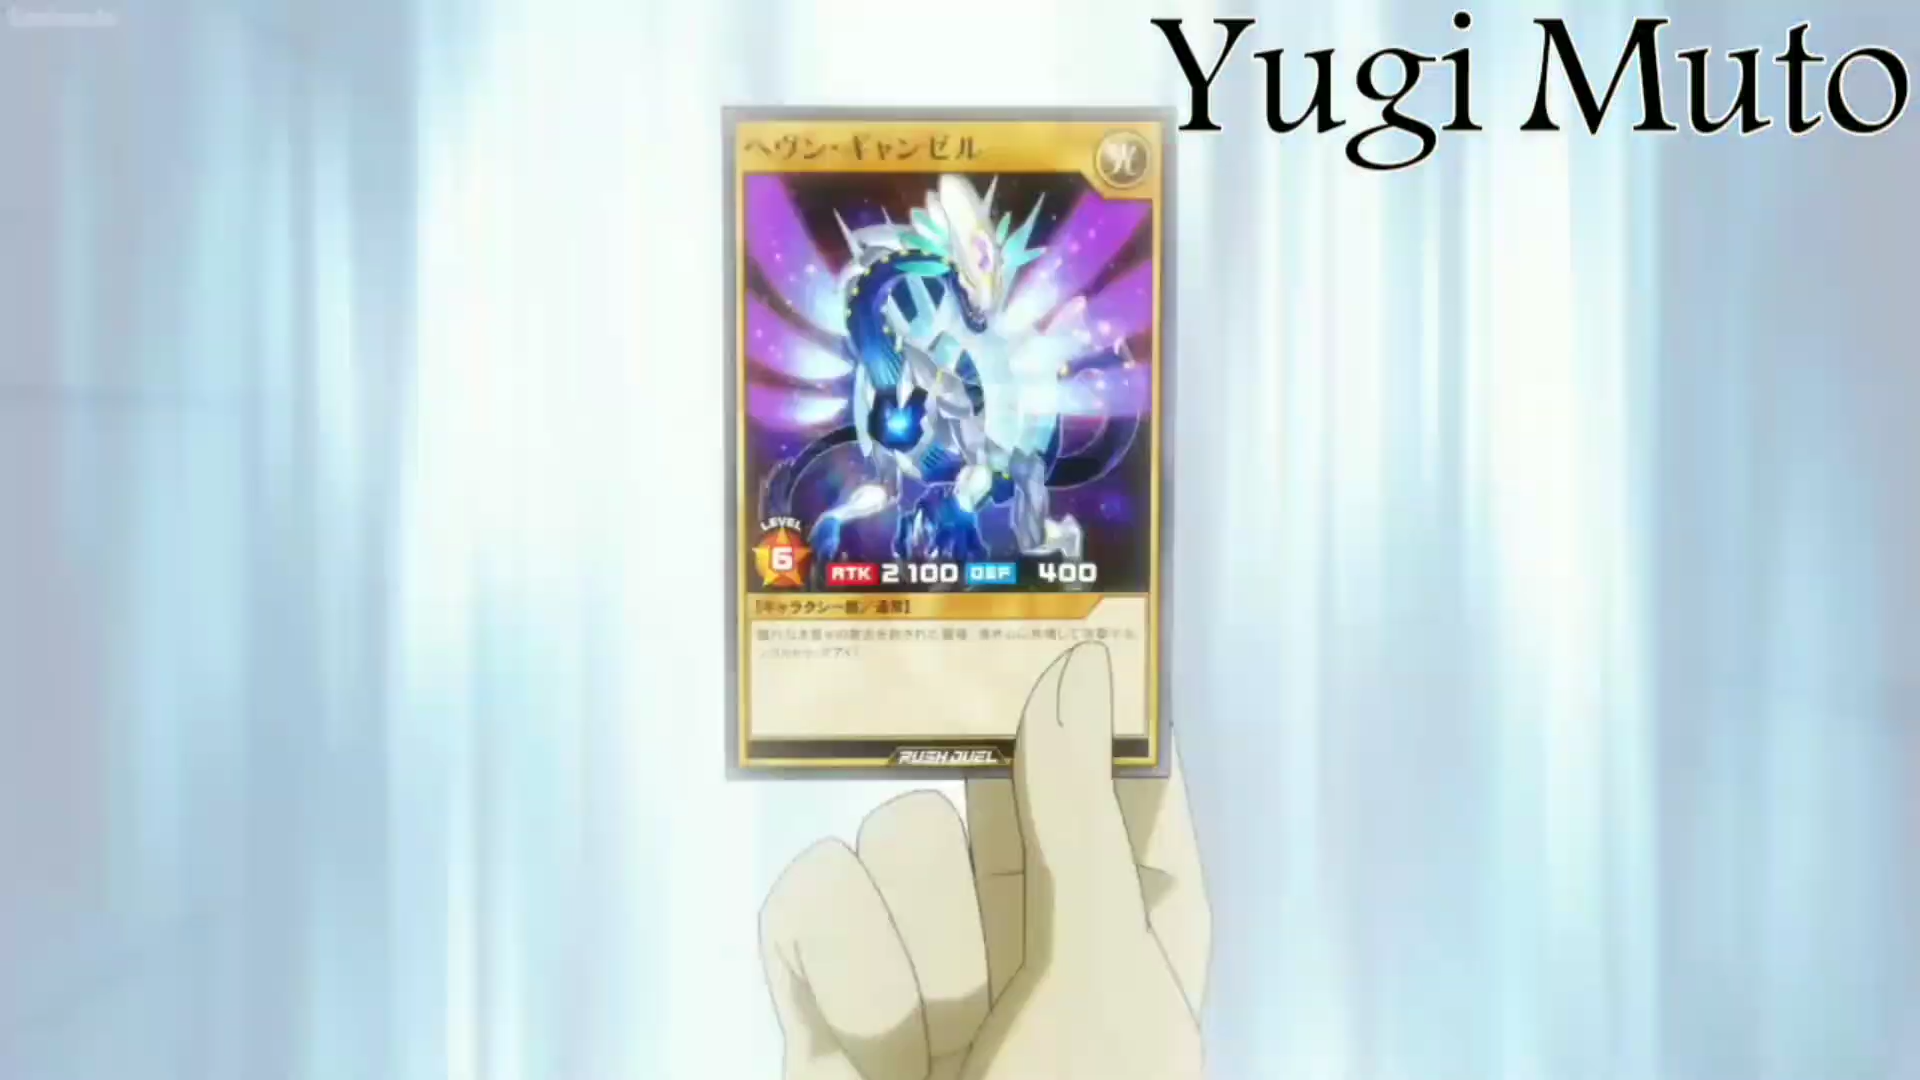 Yugi Muto
ヘヴン・ギャンゼル
光
LEVEL
6
ATK 2100 DEF 400
[ギャラクシー族/通常]
RUSH DUEL